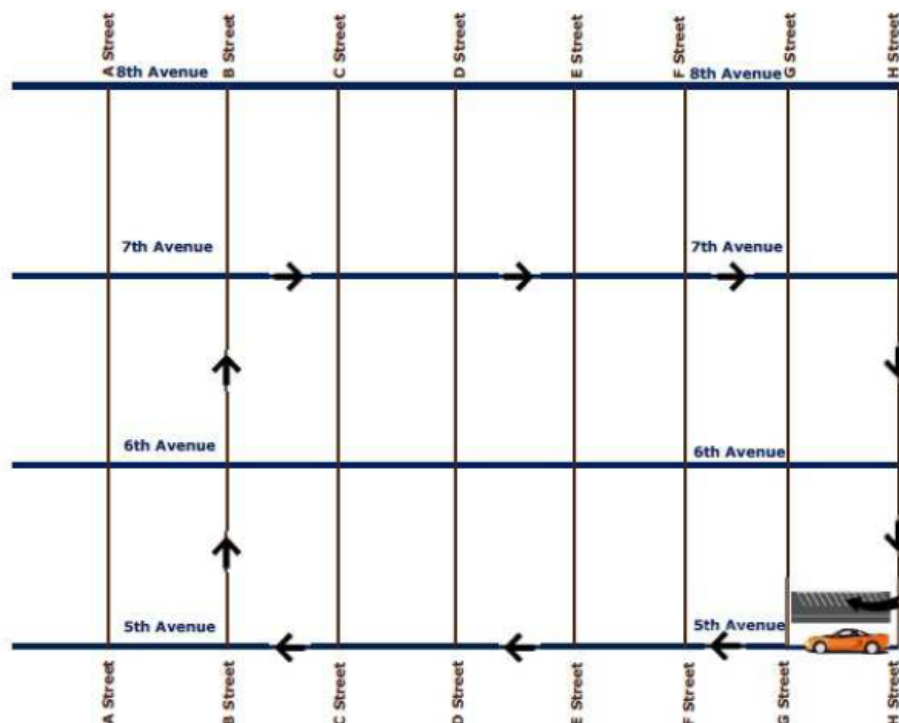 A Street
B Street
C Street
D Street
E Street
F Street
G Street
H Street
8th Avenue
8th Avenue
7th Avenue
7th Avenue
6th Avenue
6th Avenue
5th Avenue
5th Avenue
A Street
B Street
C Street
D Street
E Street
F Street
G Street
H Street